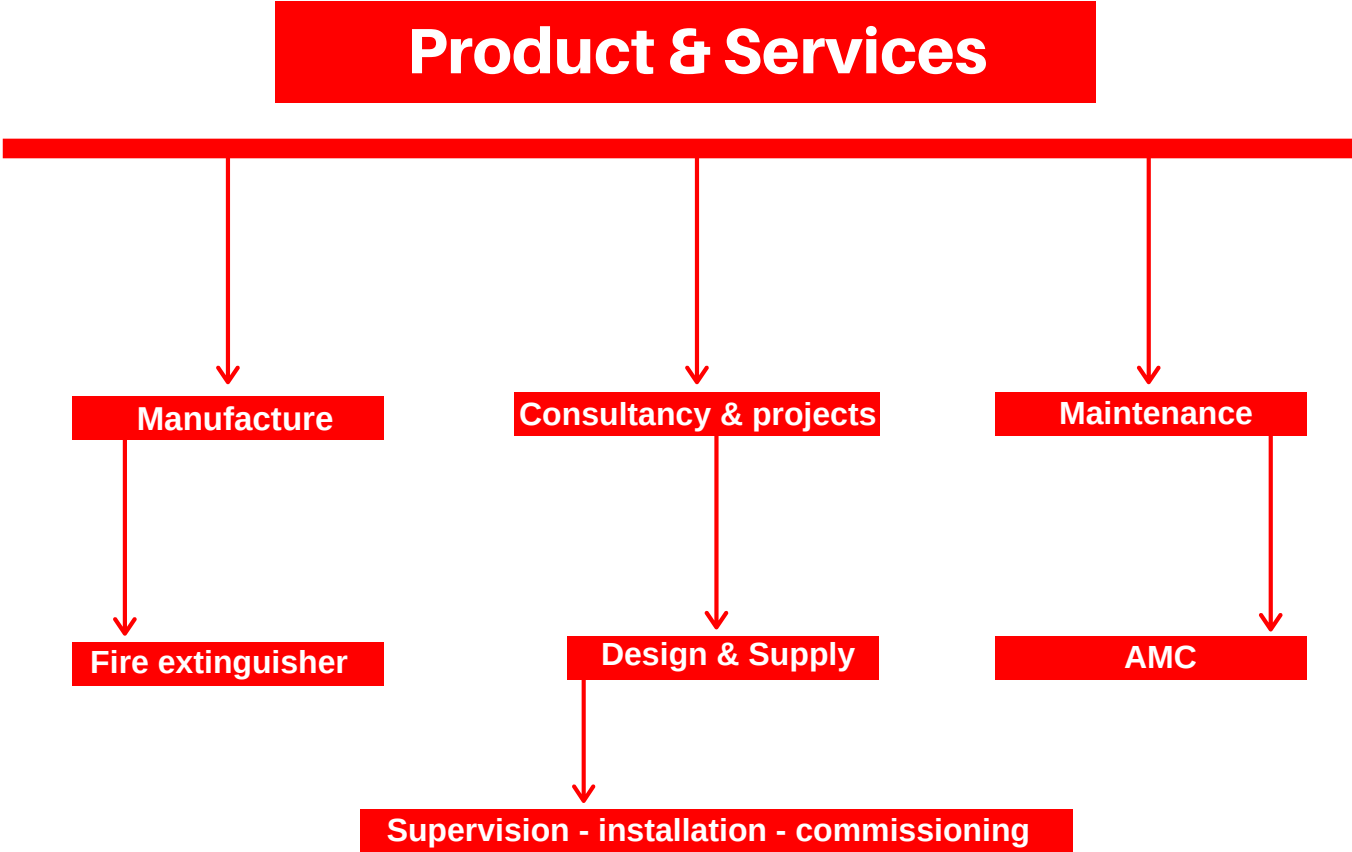 Product & Services
Manufacture
Consultancy & projects
Maintenance
Fire extinguisher
Design & Supply
AMC
Supervision - installation - commissioning